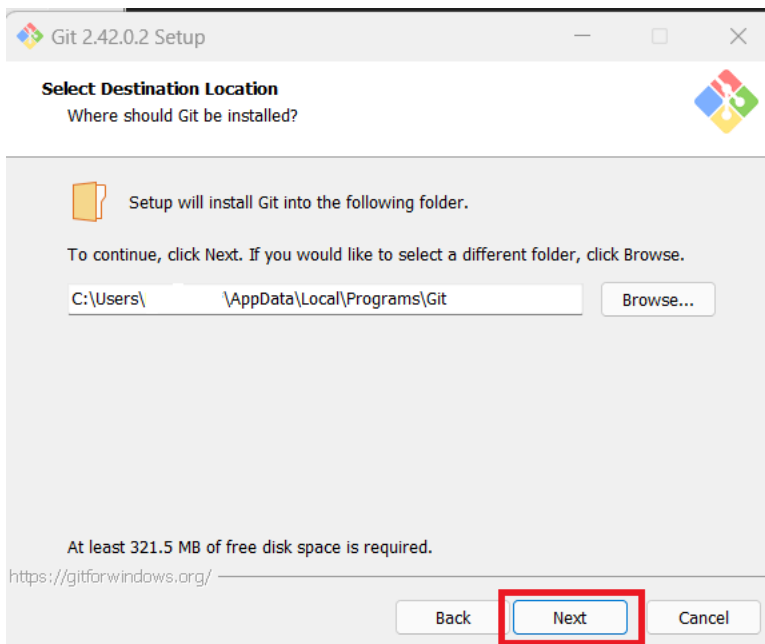 Git 2.42.0.2 Setup
Select Destination Location
Where should Git be installed?
Setup will install Git into the following folder.
To continue, click Next. If you would like to select a different folder, click Browse.
C:\Users\ \AppData\Local\Programs\Git Browse...
At least 321.5 MB of free disk space is required.
https://gitforwindows.org/
Back Next Cancel